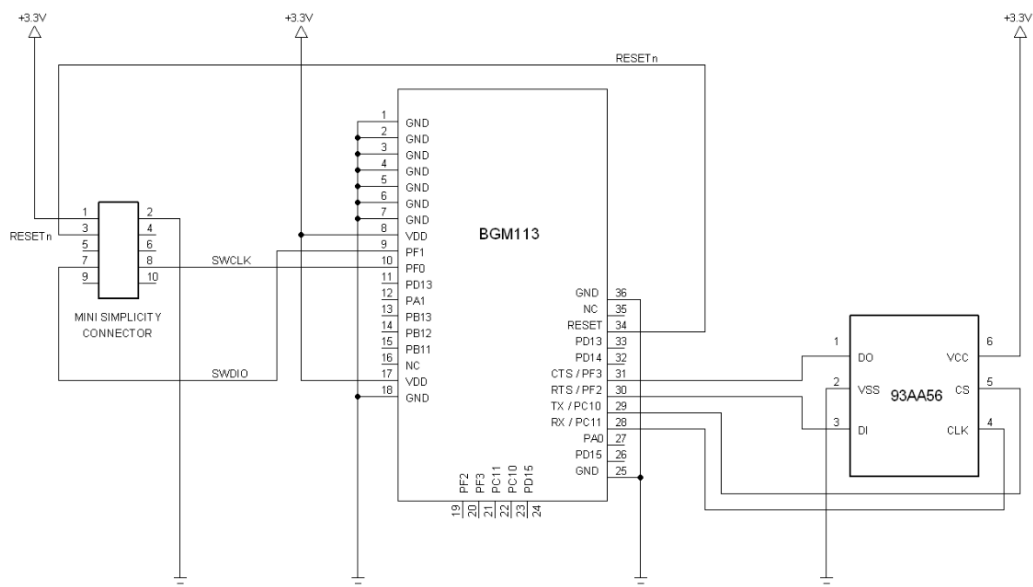 +3.3V
+3.3V
+3.3V
RESETn
1 GND
2 GND
3 GND
4 GND
5 GND
6 GND
7 GND
8 VDD
9 PF1
10 PF0
11 PD13
12 PA1
13 PB13
14 PB12
15 PB11
16 NC
17 VDD
18 GND
BGM113
GND 36
NC 35
RESET 34
PD13 33
PD14 32
CTS / PF3 31
RTS / PF2 30
TX / PC10 29
RX / PC11 28
PA0 27
PD15 26
GND 25
PF2 PF3 PC11 PC10 PD15
19 20 21 22 23 24
1 2
RESETn 3 4
5 6
7 8
9 10
MINI SIMPLICITY
CONNECTOR
SWCLK
SWDIO
1 DO VCC 6
2 VSS 93AA56 CS 5
3 DI CLK 4